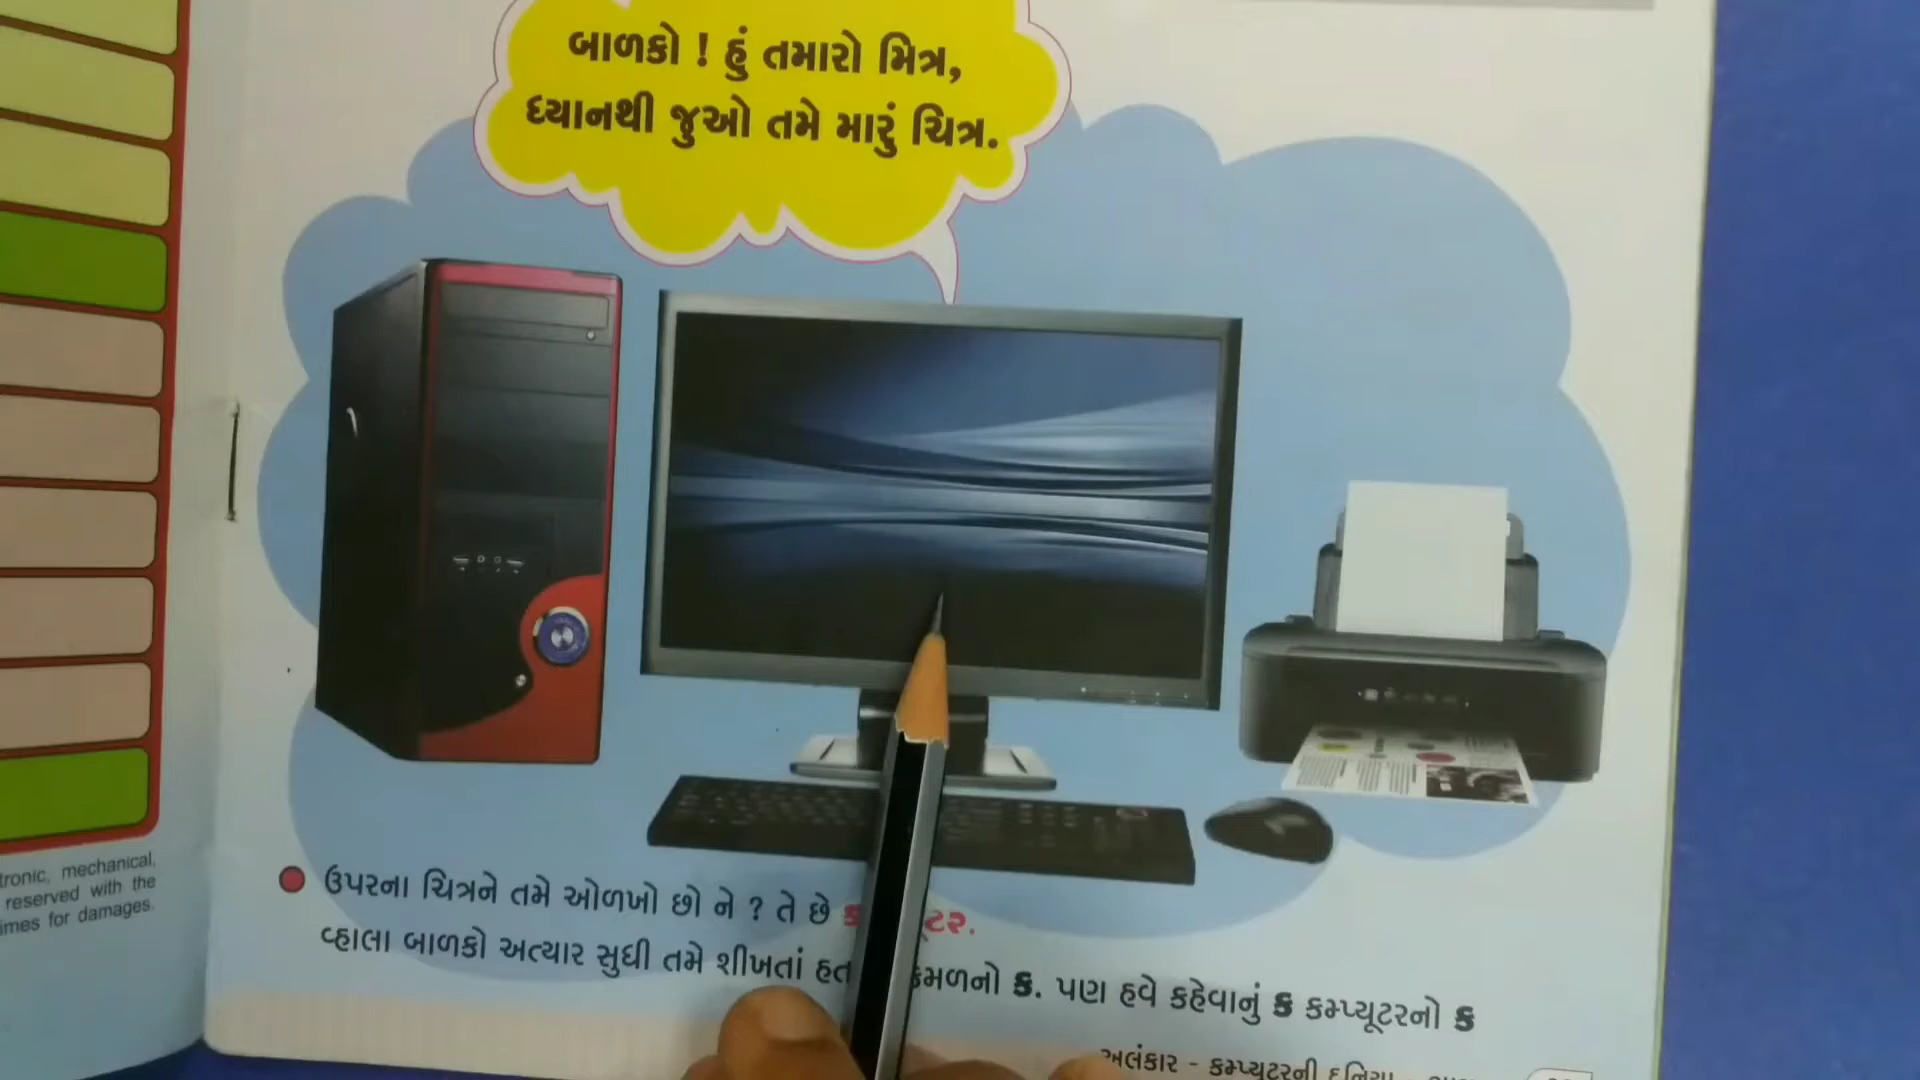 બાળકો ! હું તમારો મિત્ર,
ધ્યાનથી જુઓ તમે મારું ચિત્ર.
tronic, mechanical,
reserved with the
imes for damages.
ઉપરના ચિત્રને તમે ઓળખો છો ને ? તે છે
વ્હાલા બાળકો અત્યાર સુધી તમે શીખતાં હત કમળનો ક. પણ હવે કહેવાનું ક કમ્પ્યૂટરનો ક
અલંકાર - કમ્પ્યૂટરની દુનિયા -